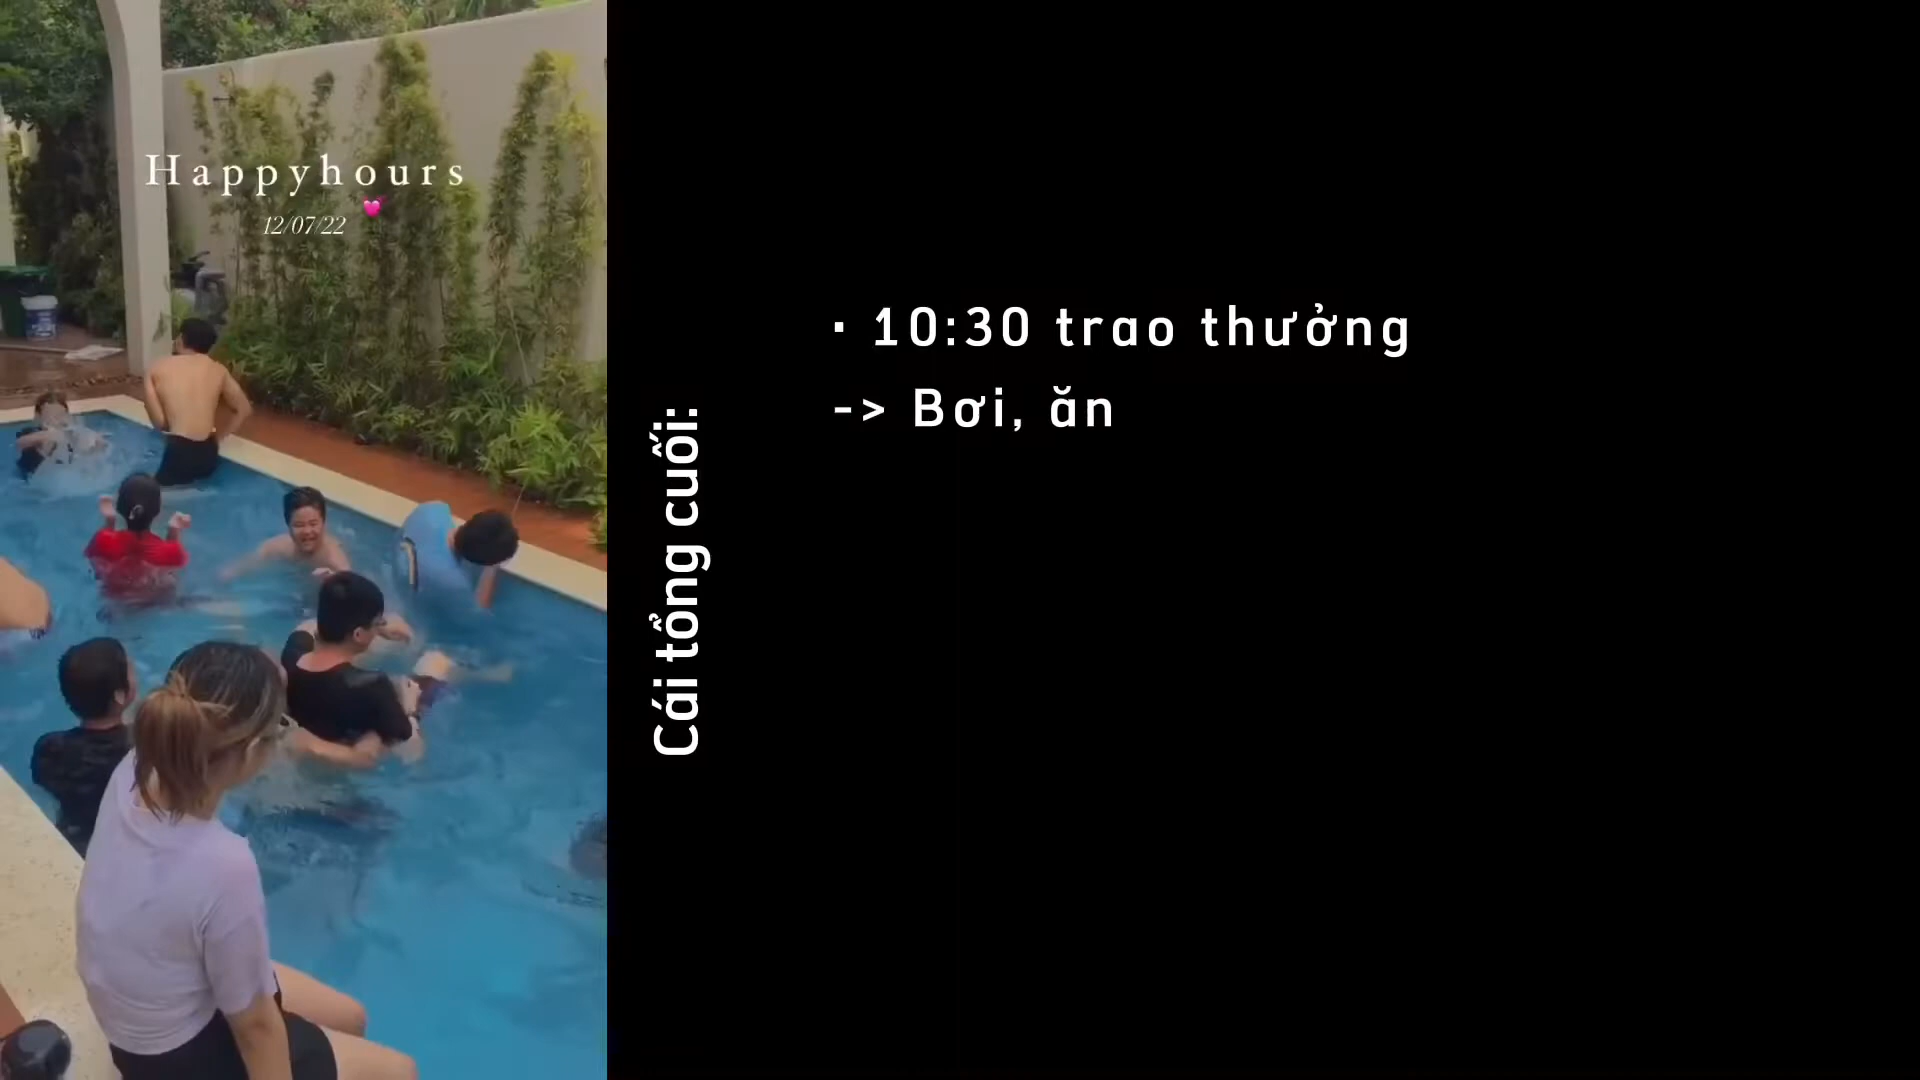 Happyhours
12/07/22
Cái tổng cuối:
· 10:30 trao thưởng
-> Bơi, ăn